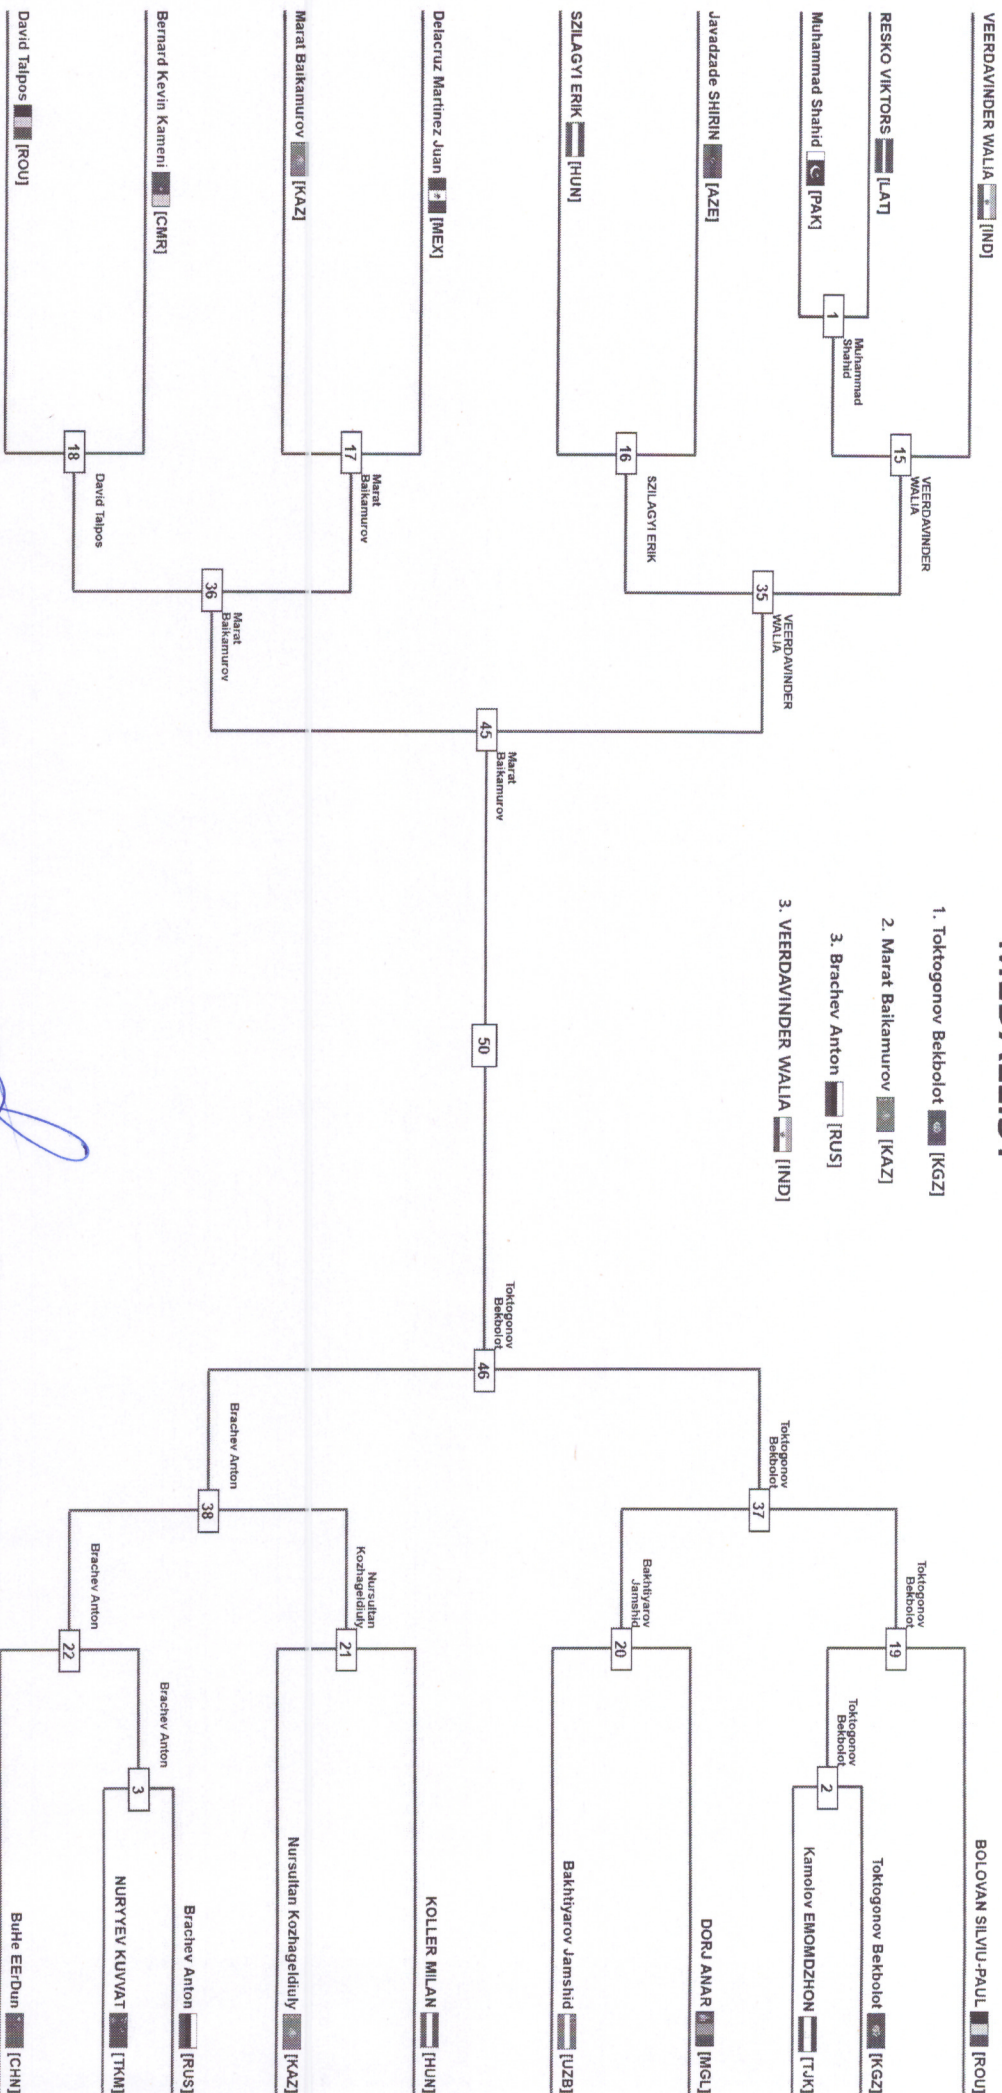 VEERDAVINDER WALIA [IND]
RESKO VIKTORS [LAT]
Muhammad Shahid [PAK]
Javadzade SHIRIN [AZE]
SZILAGYI ERIK [HUN]
Delacruz Martinez Juan [MEX]
Marat Baikamurov [KAZ]
Bernard Kevin Kameni [CMR]
David Talpos [ROU]
1
Muhammad
Shahid
15
VEERDAVINDER
WALIA
16
SZILAGYI ERIK
17
Marat
Baikamurov
18
David Talpos
35
VEERDAVINDER
WALIA
36
Marat
Baikamurov
45
Marat
Baikamurov
1. Toktogonov Bekbolot [KGZ]
2. Marat Baikamurov [KAZ]
3. Brachev Anton [RUS]
3. VEERDAVINDER WALIA [IND]
50
Toktogonov
Bekbolot
46
Toktogonov
Bekbolot
37
Brachev Anton
38
Toktogonov
Bekbolot
19
Bakhtiyarov
Jamshid
20
Nursultan
Kozhageldiuly
21
Brachev Anton
22
Toktogonov
Bekbolot
2
Brachev Anton
3
BOLOVAN SILVIU-PAUL [ROU]
Toktogonov Bekbolot [KGZ]
Kamolov EMOMDZHON [TJK]
DORJ ANAR [MGL]
Bakhtiyarov Jamshid [UZB]
KOLLER MILAN [HUN]
Nursultan Kozhageldiuly [KAZ]
Brachev Anton [RUS]
NURYYEV KUVVAT [TKM]
BuHe EErDun [CHN]